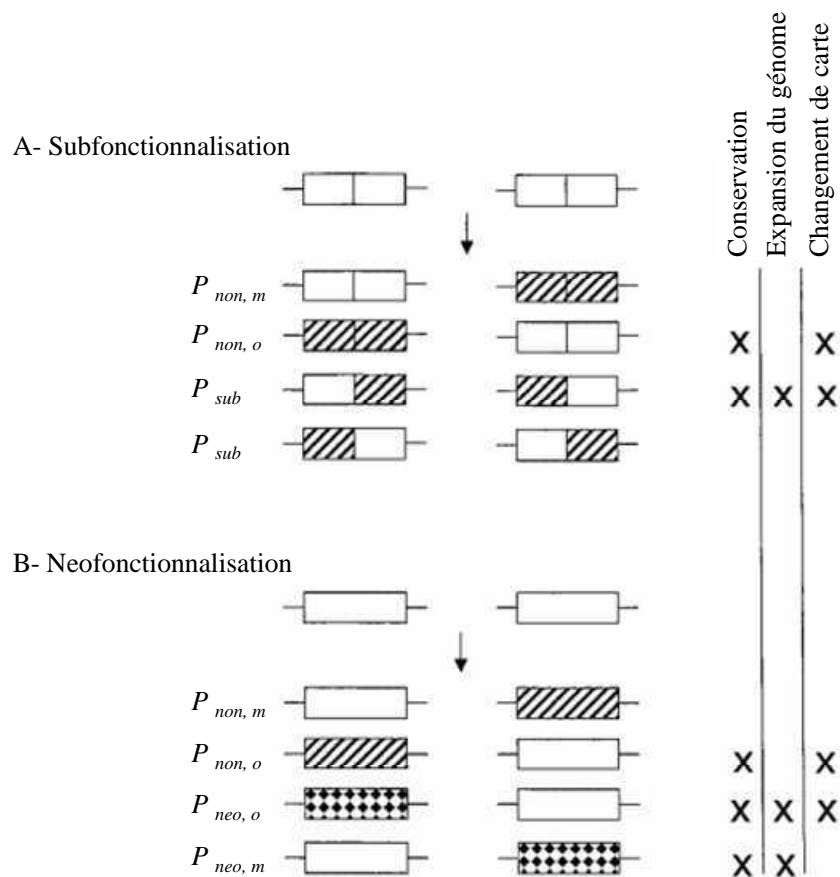 Conservation
Expansion du génome
Changement de carte
A- Subfonctionnalisation
P non, m
P non, o X X
P sub X X X
P sub
B- Neofonctionnalisation
P non, m
P non, o X X
P neo, o X X X
P neo, m X X